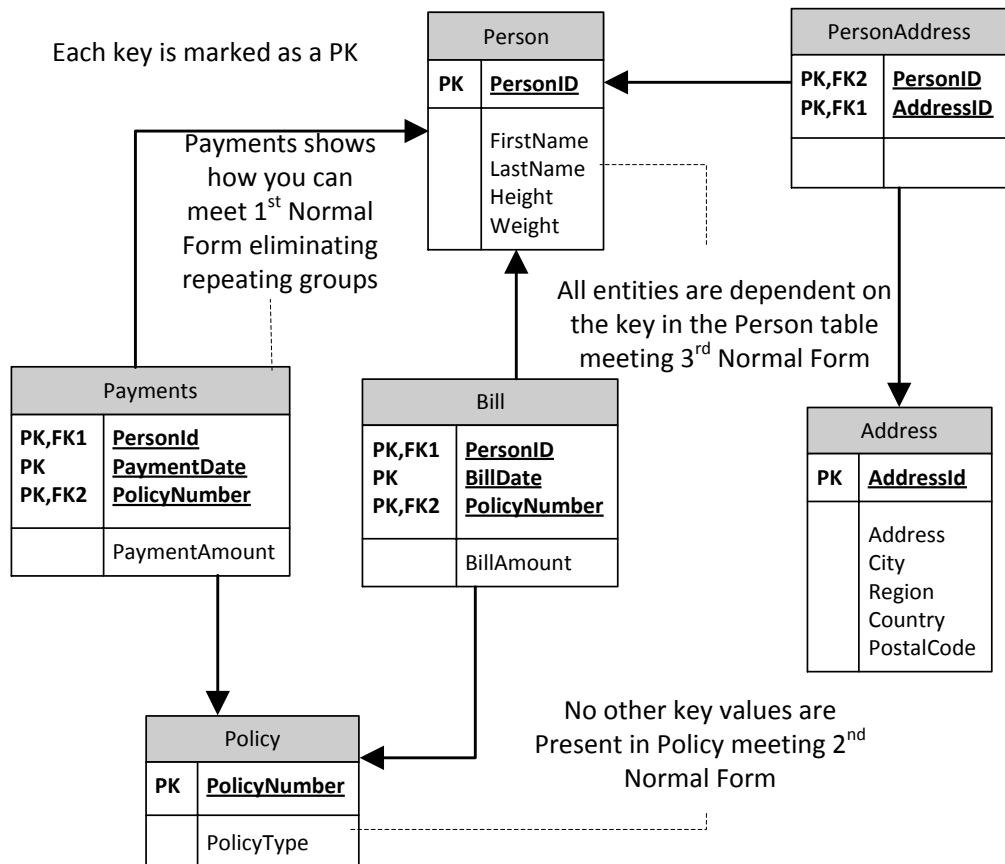 Each key is marked as a PK
Person
PK PersonID
FirstName
LastName
Height
Weight
PersonAddress
PK,FK2 PersonID
PK,FK1 AddressID
Payments shows
how you can
meet 1st Normal
Form eliminating
repeating groups
All entities are dependent on
the key in the Person table
meeting 3rd Normal Form
Payments
PK,FK1 PersonId
PK PaymentDate
PK,FK2 PolicyNumber
PaymentAmount
Bill
PK,FK1 PersonID
PK BillDate
PK,FK2 PolicyNumber
BillAmount
Address
PK AddressId
Address
City
Region
Country
PostalCode
Policy
PK PolicyNumber
PolicyType
No other key values are
Present in Policy meeting 2nd
Normal Form